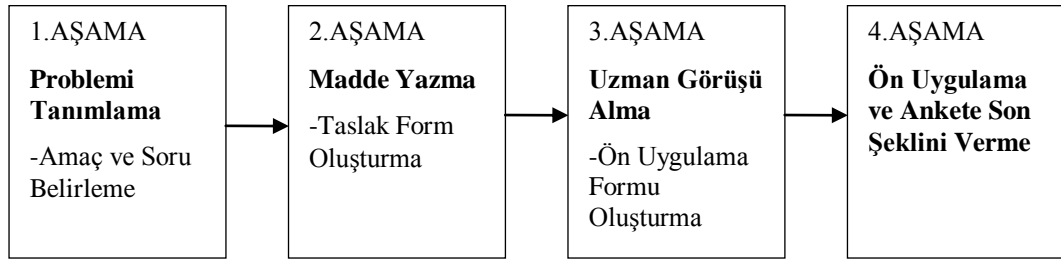 1.AŞAMA
Problemi
Tanımlama
-Amaç ve Soru
Belirleme
2.AŞAMA
Madde Yazma
-Taslak Form
Oluşturma
3.AŞAMA
Uzman Görüşü
Alma
-Ön Uygulama
Formu
Oluşturma
4.AŞAMA
Ön Uygulama
ve Ankete Son
Şeklini Verme